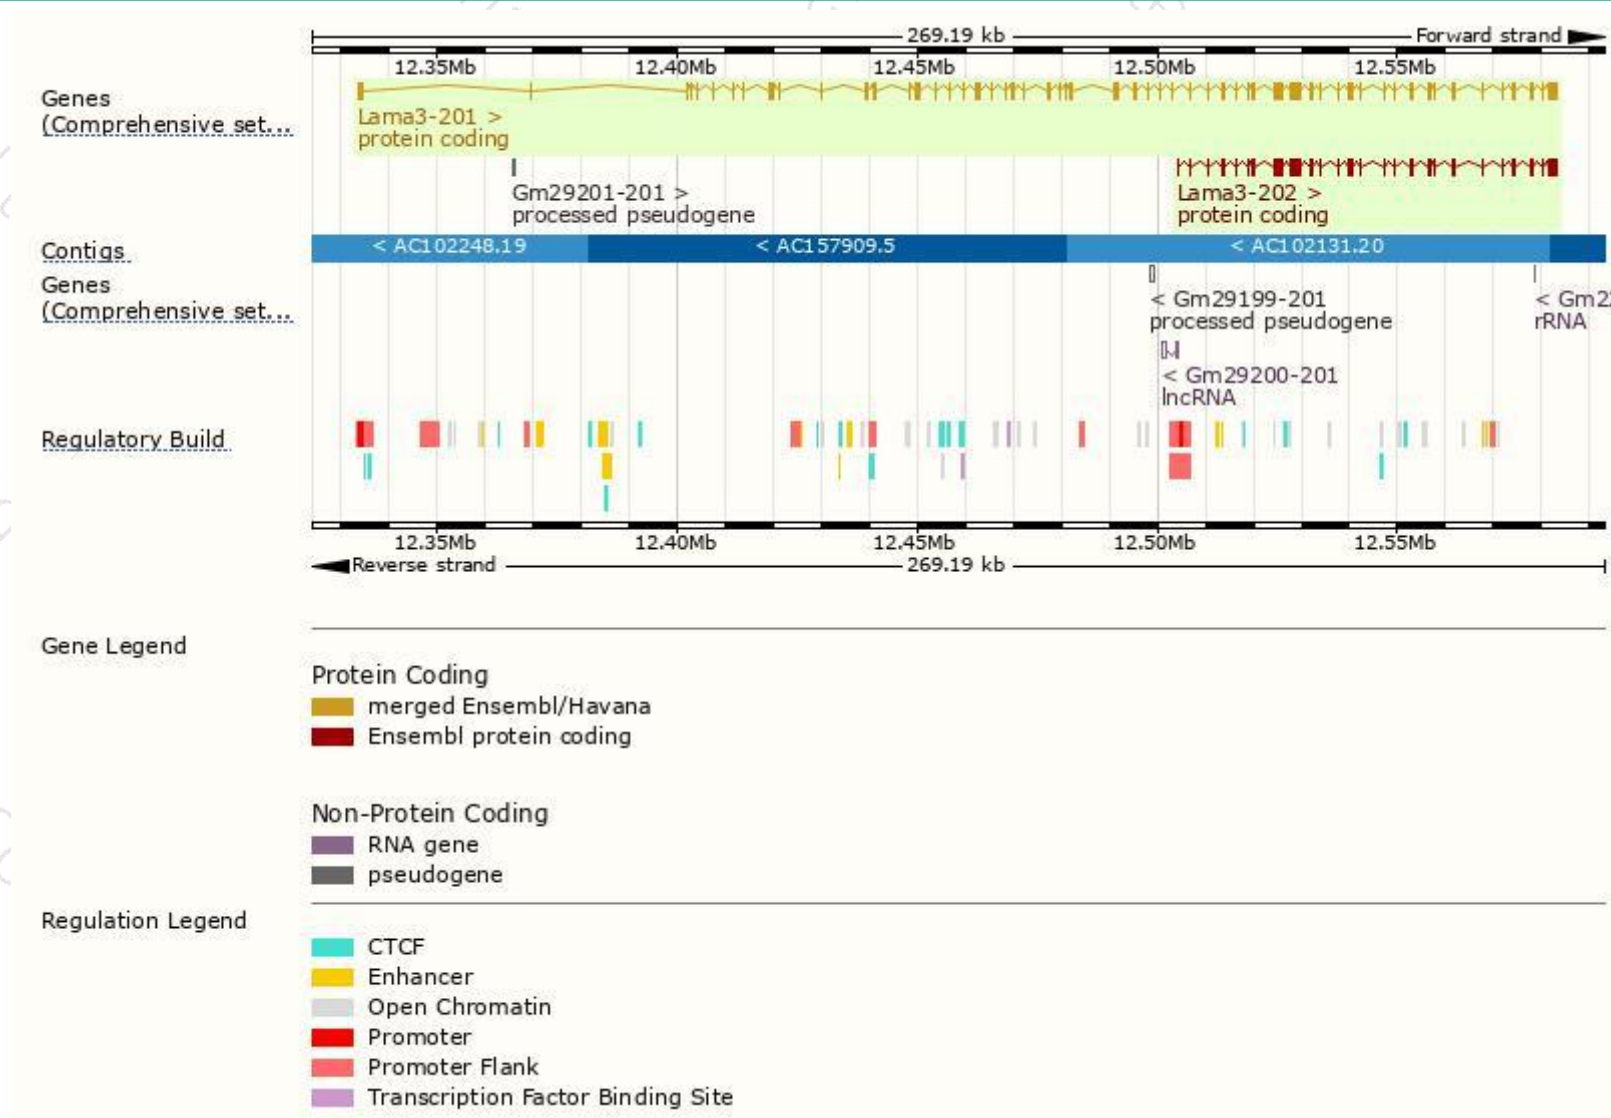 269.19 kb Forward strand
12.35Mb 12.40Mb 12.45Mb 12.50Mb 12.55Mb
Genes
(Comprehensive set...
Lama3-201 >
protein coding
Gm29201-201 >
processed pseudogene
Lama3-202 >
protein coding
Contigs
< AC102248.19 < AC157909.5 < AC102131.20
Genes
(Comprehensive set...
< Gm29199-201
processed pseudogene
< Gm2
rRNA
< Gm29200-201
lncRNA
Regulatory Build
12.35Mb 12.40Mb 12.45Mb 12.50Mb 12.55Mb
Reverse strand 269.19 kb
Gene Legend
Protein Coding
merged Ensembl/Havana
Ensembl protein coding
Non-Protein Coding
RNA gene
pseudogene
Regulation Legend
CTCF
Enhancer
Open Chromatin
Promoter
Promoter Flank
Transcription Factor Binding Site